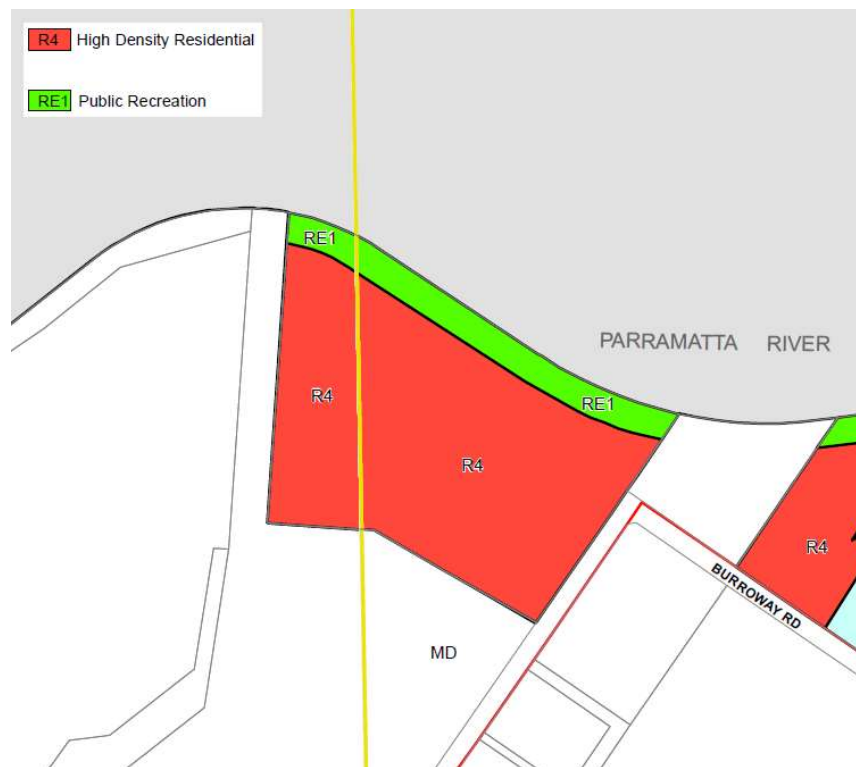 R4 High Density Residential
RE1 Public Recreation
RE1
PARRAMATTA RIVER
R4
RE1
R4
R4
BURROWAY RD
MD